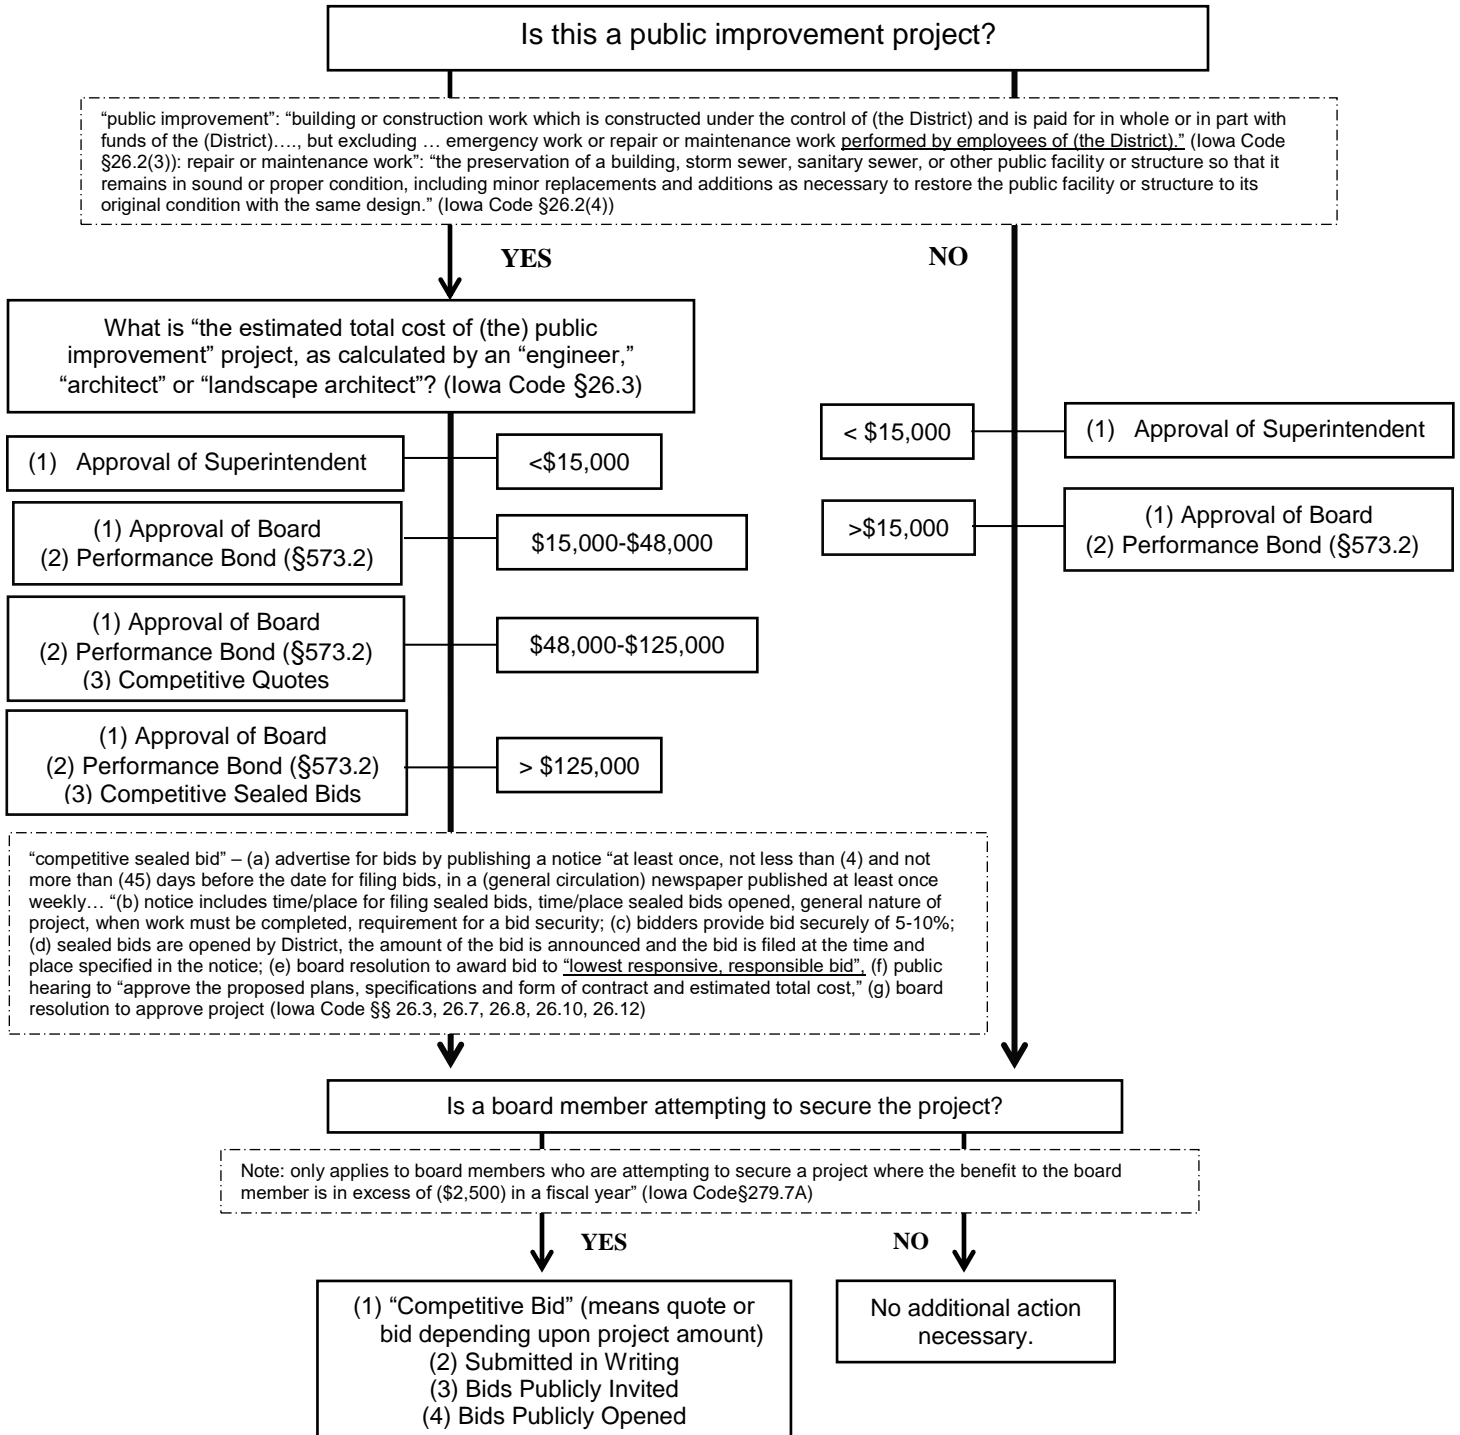 Is this a public improvement project?
“public improvement”: “building or construction work which is constructed under the control of (the District) and is paid for in whole or in part with
funds of the (District)…., but excluding … emergency work or repair or maintenance work performed by employees of (the District).” (Iowa Code
§26.2(3)): repair or maintenance work”: “the preservation of a building, storm sewer, sanitary sewer, or other public facility or structure so that it
remains in sound or proper condition, including minor replacements and additions as necessary to restore the public facility or structure to its
original condition with the same design.” (Iowa Code §26.2(4))
YES
NO
What is “the estimated total cost of (the) public
improvement” project, as calculated by an “engineer,”
“architect” or “landscape architect”? (Iowa Code §26.3)
(1) Approval of Superintendent
<$15,000
(1) Approval of Board
(2) Performance Bond (§573.2)
$15,000-$48,000
(1) Approval of Board
(2) Performance Bond (§573.2)
(3) Competitive Quotes
$48,000-$125,000
(1) Approval of Board
(2) Performance Bond (§573.2)
(3) Competitive Sealed Bids
> $125,000
< $15,000
(1) Approval of Superintendent
>$15,000
(1) Approval of Board
(2) Performance Bond (§573.2)
“competitive sealed bid” – (a) advertise for bids by publishing a notice “at least once, not less than (4) and not
more than (45) days before the date for filing bids, in a (general circulation) newspaper published at least once
weekly… “(b) notice includes time/place for filing sealed bids, time/place sealed bids opened, general nature of
project, when work must be completed, requirement for a bid security; (c) bidders provide bid securely of 5-10%;
(d) sealed bids are opened by District, the amount of the bid is announced and the bid is filed at the time and
place specified in the notice; (e) board resolution to award bid to “lowest responsive, responsible bid”, (f) public
hearing to “approve the proposed plans, specifications and form of contract and estimated total cost,” (g) board
resolution to approve project (Iowa Code §§ 26.3, 26.7, 26.8, 26.10, 26.12)
Is a board member attempting to secure the project?
Note: only applies to board members who are attempting to secure a project where the benefit to the board
member is in excess of ($2,500) in a fiscal year” (Iowa Code§279.7A)
YES
NO
(1) “Competitive Bid” (means quote or
bid depending upon project amount)
(2) Submitted in Writing
(3) Bids Publicly Invited
(4) Bids Publicly Opened
No additional action
necessary.